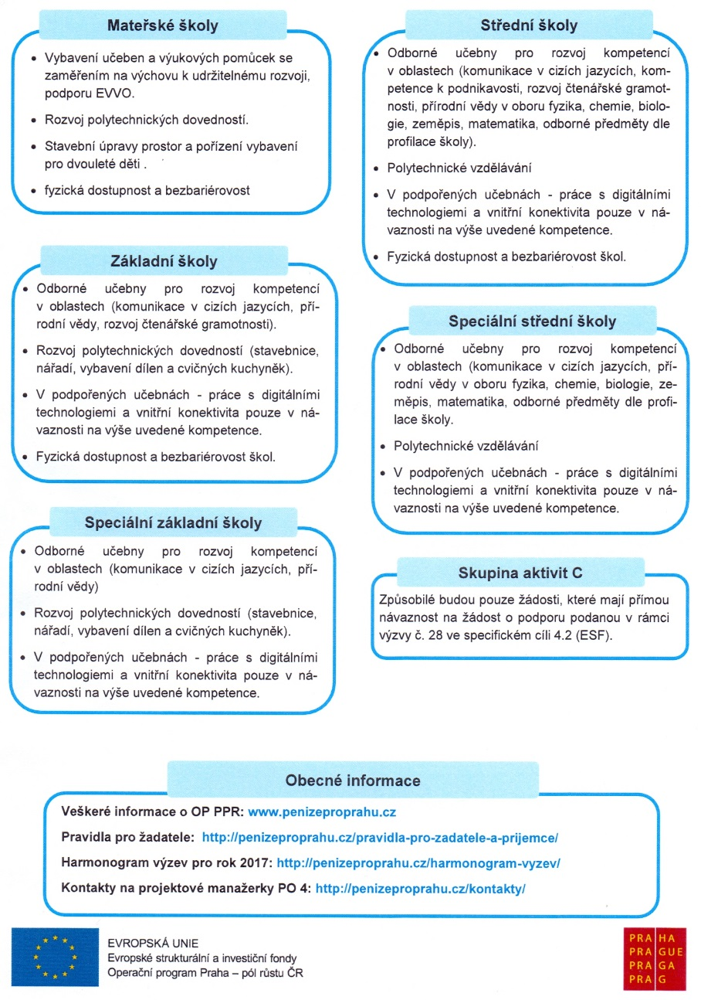 Mateřské školy
• Vybavení učeben a výukových pomůcek se
zaměřením na výchovu k udržitelnému rozvoji,
podporu EVVO.
• Rozvoj polytechnických dovedností.
• Stavební úpravy prostor a pořízení vybavení
pro dvouleté děti .
• fyzická dostupnost a bezbariérovost
Základní školy
• Odborné učebny pro rozvoj kompetencí
v oblastech (komunikace v cizích jazycích, pří-
rodní vědy, rozvoj čtenářské gramotnosti).
• Rozvoj polytechnických dovedností (stavebnice,
nářadí, vybavení dílen a cvičných kuchyněk).
• V podpořených učebnách - práce s digitálními
technologiemi a vnitřní konektivita pouze v ná-
vaznosti na výše uvedené kompetence.
• Fyzická dostupnost a bezbariérovost škol.
Speciální základní školy
• Odborné učebny pro rozvoj kompetencí
v oblastech (komunikace v cizích jazycích, pří-
rodní vědy)
• Rozvoj polytechnických dovedností (stavebnice,
nářadí, vybavení dílen a cvičných kuchyněk).
• V podpořených učebnách - práce s digitálními
technologiemi a vnitřní konektivita pouze v ná-
vaznosti na výše uvedené kompetence.
Střední školy
• Odborné učebny pro rozvoj kompetencí
v oblastech (komunikace v cizích jazycích, kom-
petence k podnikavosti, rozvoj čtenářské gramot-
nosti, přírodní vědy v oboru fyzika, chemie, biolo-
gie, zeměpis, matematika, odborné předměty dle
profilace školy).
• Polytechnické vzdělávání
• V podpořených učebnách - práce s digitálními
technologiemi a vnitřní konektivita pouze v ná-
vaznosti na výše uvedené kompetence.
• Fyzická dostupnost a bezbariérovost škol.
Speciální střední školy
• Odborné učebny pro rozvoj kompetencí
v oblastech (komunikace v cizích jazycích, pří-
rodní vědy v oboru fyzika, chemie, biologie, ze-
měpis, matematika, odborné předměty dle profi-
lace školy.
• Polytechnické vzdělávání
• V podpořených učebnách - práce s digitálními
technologiemi a vnitřní konektivita pouze v ná-
vaznosti na výše uvedené kompetence.
Skupina aktivit C
Způsobilé budou pouze žádosti, které mají přímou
návaznost na žádost o podporu podanou v rámci
výzvy č. 28 ve specifickém cíli 4.2 (ESF).
Obecné informace
Veškeré informace o OP PPR: www.penizeproprahu.cz
Pravidla pro žadatele: http://penizeproprahu.cz/pravidla-pro-zadatele-a-prijemce/
Harmonogram výzev pro rok 2017: http://penizeproprahu.cz/harmonogram-vyzev/
Kontakty na projektové manažerky PO 4: http://penizeproprahu.cz/kontakty/
EVROPSKÁ UNIE
Evropské strukturální a investiční fondy
Operační program Praha – pól růstu ČR
PRA HA
PRA GUE
PRA GA
PRA G